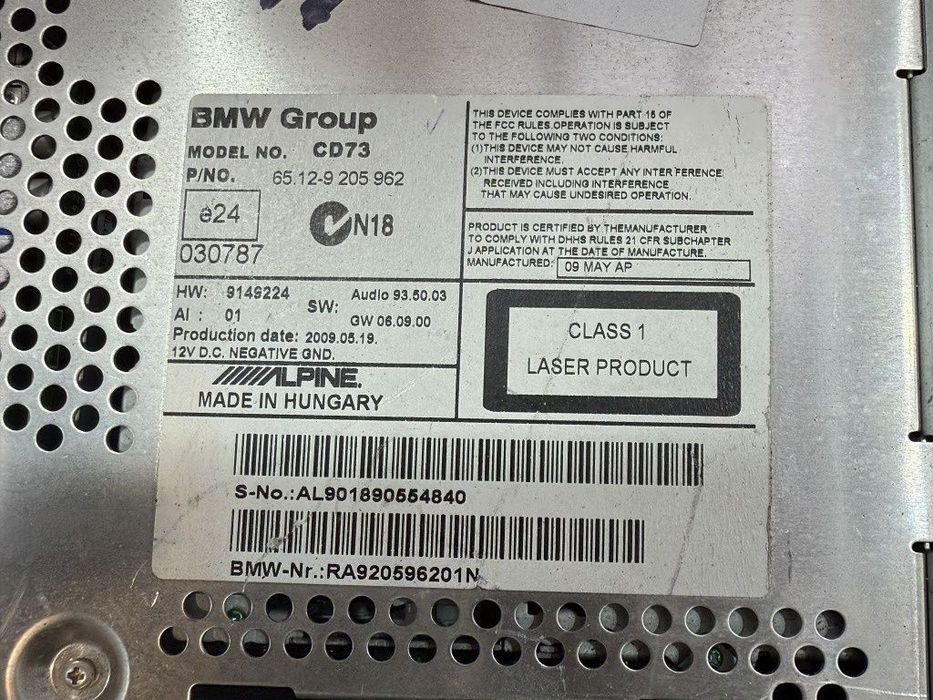 BMW Group
MODEL NO. CD73
P/NO. 65.12-9 205 962
e24
N18
030787
HW: 9149224
AI : 01
SW: Audio 93.50.03
GW 06.09.00
Production date: 2009.05.19.
12V D.C. NEGATIVE GND.
ALPINE.
MADE IN HUNGARY
THIS DEVICE COMPLIES WITH PART 15 OF
THE FCC RULES.OPERATION IS SUBJECT
TO THE FOLLOWING TWO CONDITIONS:
(1)THIS DEVICE MAY NOT CAUSE HARMFUL
INTERFERENCE,
(2)THIS DEVICE MUST ACCEPT ANY INTERFERENCE
RECEIVED INCLUDING INTERFERENCE
THAT MAY CAUSE UNDESIRED OPERATION.
PRODUCT IS CERTIFIED BY THEMANUFACTURER
TO COMPLY WITH DHHS RULES 21 CFR SUBCHAPTER
J APPLICATION AT THE DATE OF MANUFACTURE.
MANUFACTURED: 09 MAY AP
CLASS 1
LASER PRODUCT
S-No.:AL901890554840
BMW-Nr.:RA920596201N